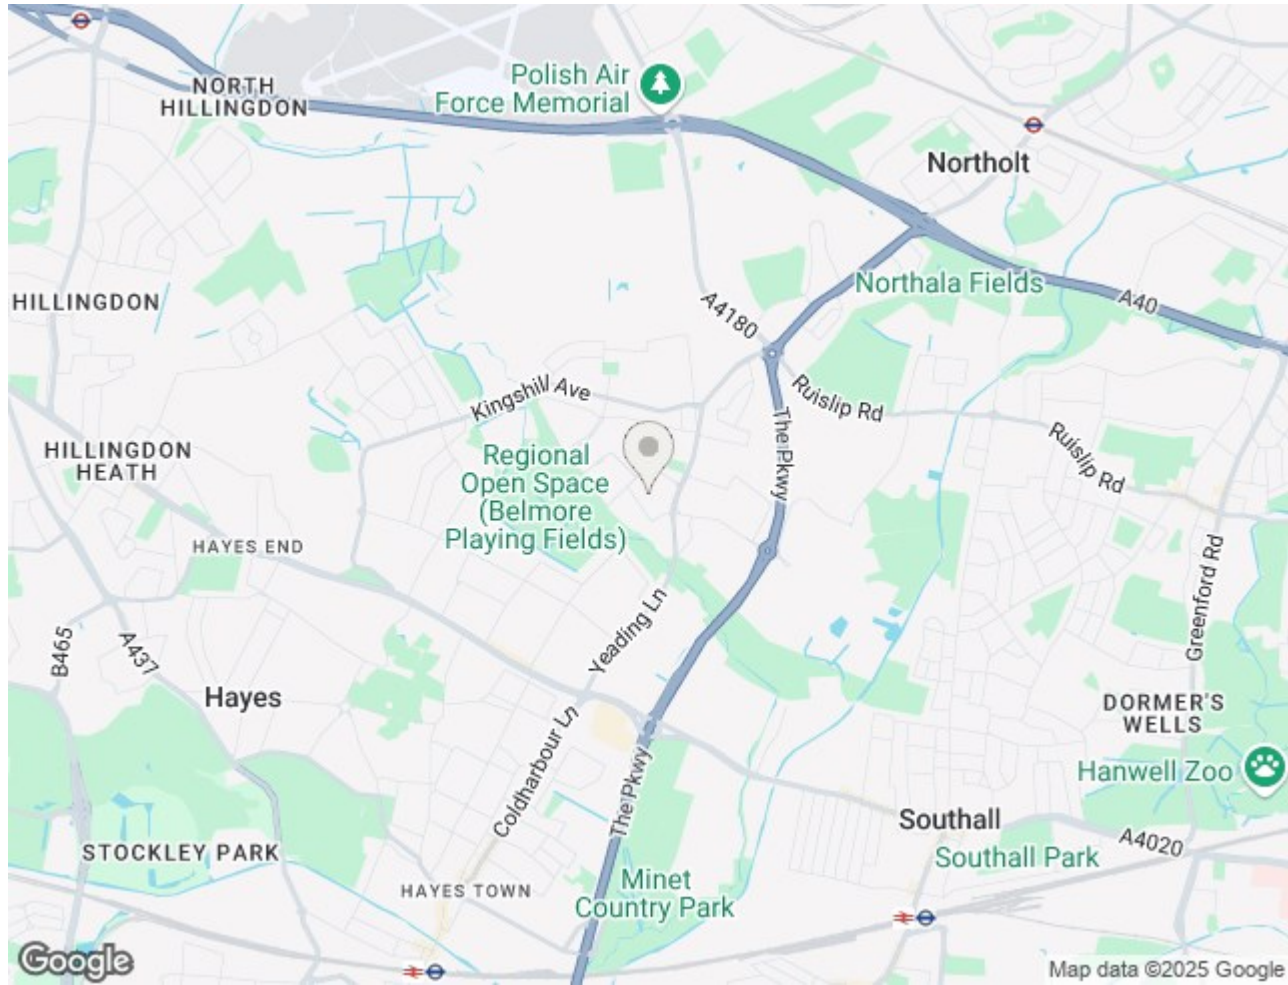 NORTH
HILLINGDON
Polish Air
Force Memorial
Northolt
Northala Fields
A40
HILLINGDON
A4180
Kingshill Ave
Ruislip Rd
The Pkwy
Ruislip Rd
HILLINGDON
HEATH
Regional
Open Space
(Belmore
Playing Fields)
HAYES END
Greenford Rd
B465
A437
Yeading Ln
Hayes
DORMER'S
WELLS
Coldharbour Ln
The Pkwy
Hanwell Zoo
Southall
A4020
STOCKLEY PARK
Southall Park
HAYES TOWN
Minet
Country Park
Google
Map data ©2025 Google